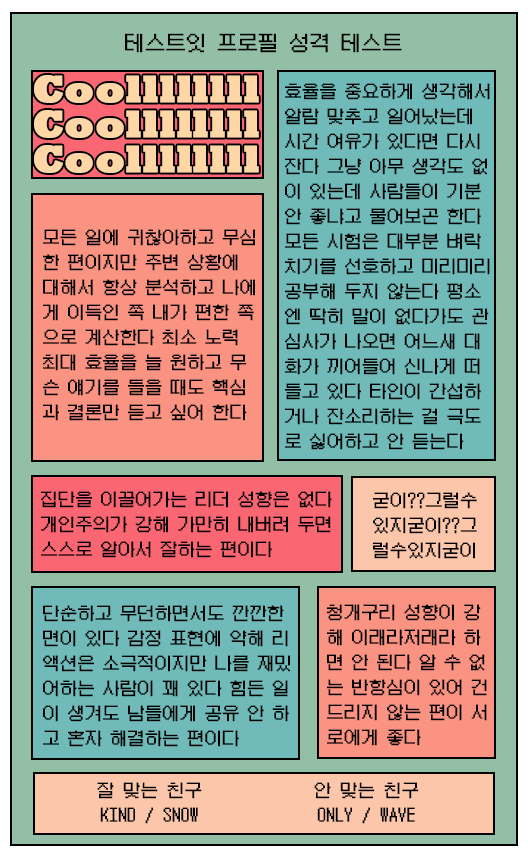 테스트잇 프로필 성격 테스트
Coolllllllll
Coolllllllll
Coolllllllll
모든 일에 귀찮아하고 무심
한 편이지만 주변 상황에
대해서 항상 분석하고 나에
게 이득인 쪽 내가 편한 쪽
으로 계산한다 최소 노력
최대 효율을 늘 원하고 무
슨 얘기를 들을 때도 핵심
과 결론만 듣고 싶어 한다
효율을 중요하게 생각해서
알람 맞추고 일어났는데
시간 여유가 있다면 다시
잔다 그냥 아무 생각도 없
이 있는데 사람들이 기분
안 좋냐고 물어보곤 한다
모든 시험은 대부분 벼락
치기를 선호하고 미리미리
공부해 두지 않는다 평소
엔 딱히 말이 없다가도 관
심사가 나오면 어느새 대
화가 끼어들어 신나게 떠
들고 있다 타인이 간섭하
거나 잔소리하는 걸 극도
로 싫어하고 안 듣는다
집단을 이끌어가는 리더 성향은 없다
개인주의가 강해 가만히 내버려 두면
스스로 알아서 잘하는 편이다
굳이??그럴수
있지굳이??그
럴수있지굳이
단순하고 무던하면서도 깐깐한
면이 있다 감정 표현에 약해 리
액션은 소극적이지만 나를 재밌
어하는 사람이 꽤 있다 힘든 일
이 생겨도 남들에게 공유 안 하
고 혼자 해결하는 편이다
청개구리 성향이 강
해 이래라저래라 하
면 안 된다 알 수 없
는 반항심이 있어 건
드리지 않는 편이 서
로에게 좋다
잘 맞는 친구
KIND / SNOW
안 맞는 친구
ONLY / WAVE